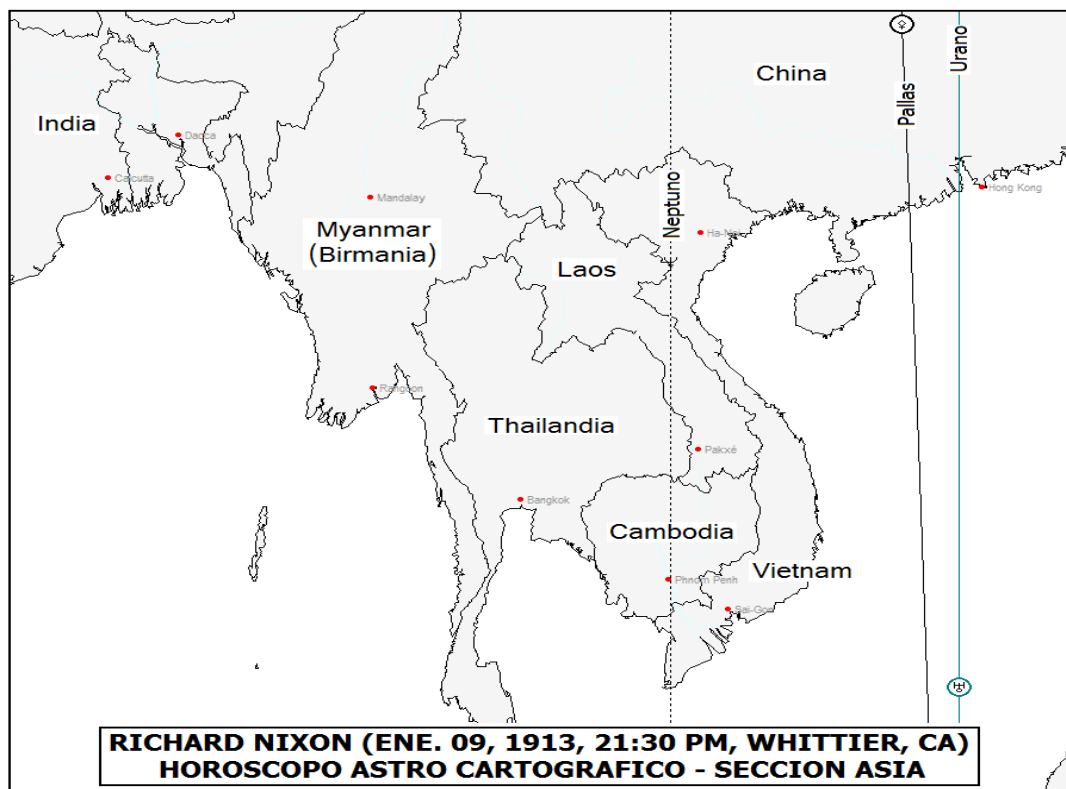 China
Urano
Pallas
India
Dacca
Calcutta
Mandalay
Hong Kong
Neptuno
Myanmar
(Birmania)
Ha-Noi
Laos
Rangoon
Thailandia
Pakxé
Bangkok
Cambodia
Phnom Penh
Vietnam
Sai-Gon
RICHARD NIXON (ENE. 09, 1913, 21:30 PM, WHITTIER, CA)
HOROSCOPO ASTRO CARTOGRAFICO - SECCION ASIA